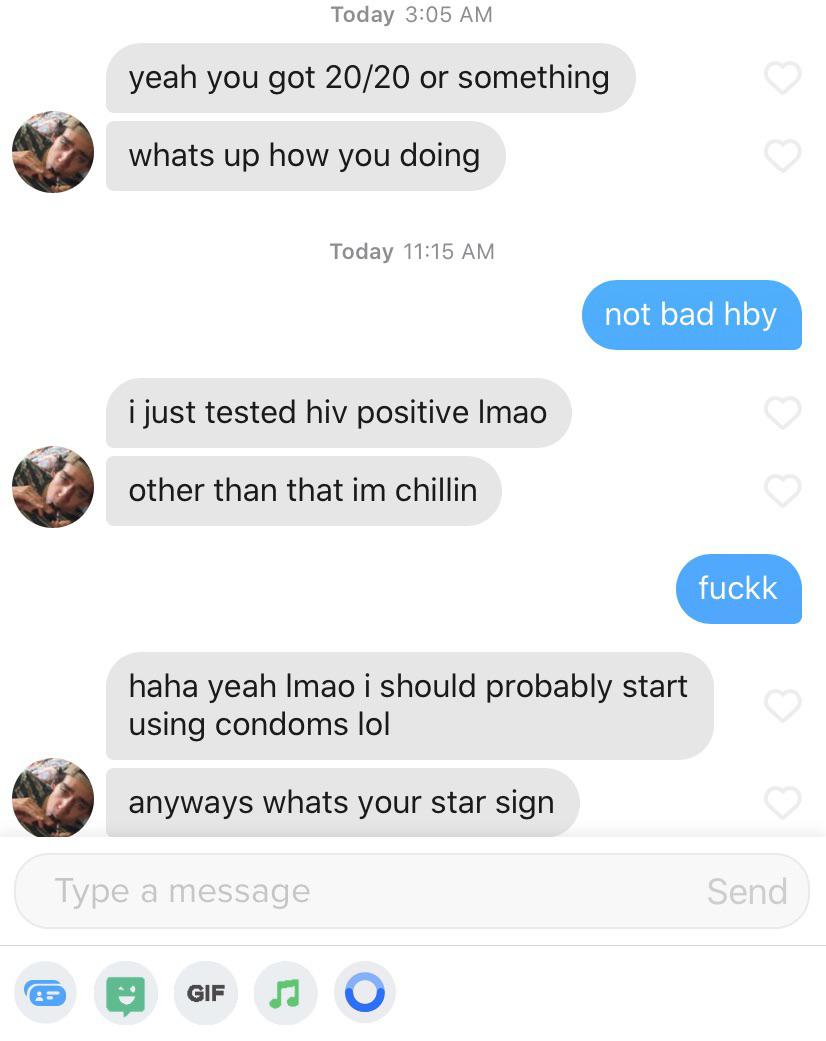 Today 3:05 AM
yeah you got 20/20 or something
whats up how you doing
Today 11:15 AM
not bad hby
i just tested hiv positive lmao
other than that im chillin
fuckk
haha yeah lmao i should probably start
using condoms lol
anyways whats your star sign
Type a message Send
GIF